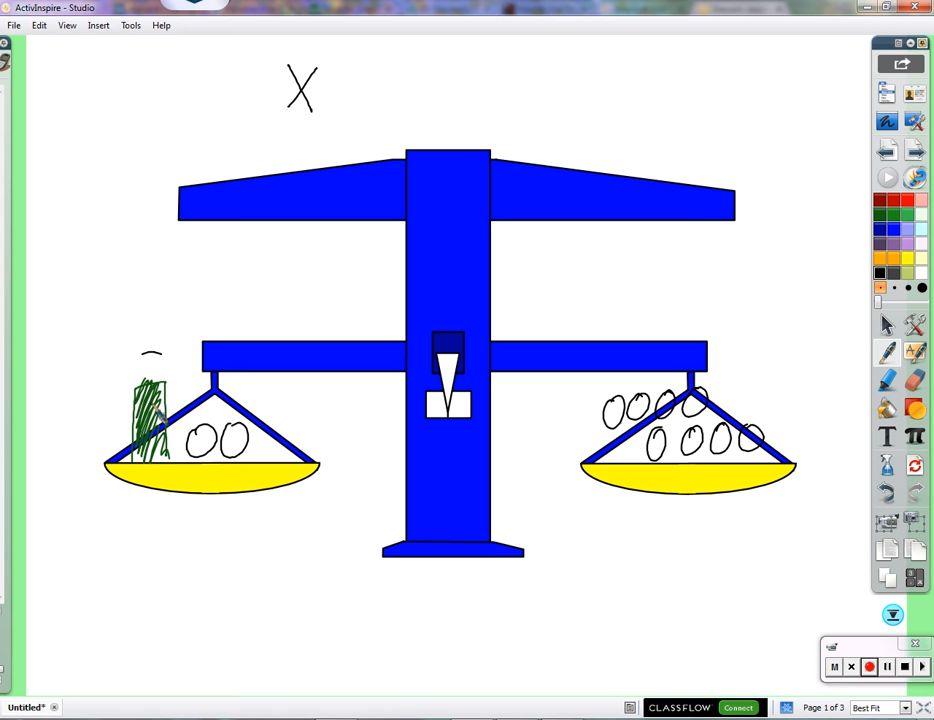 ActivInspire - Studio
File Edit View Insert Tools Help
X
M
T
Untitled*
CLASSFLOW Connect
Page 1 of 3
Best Fit